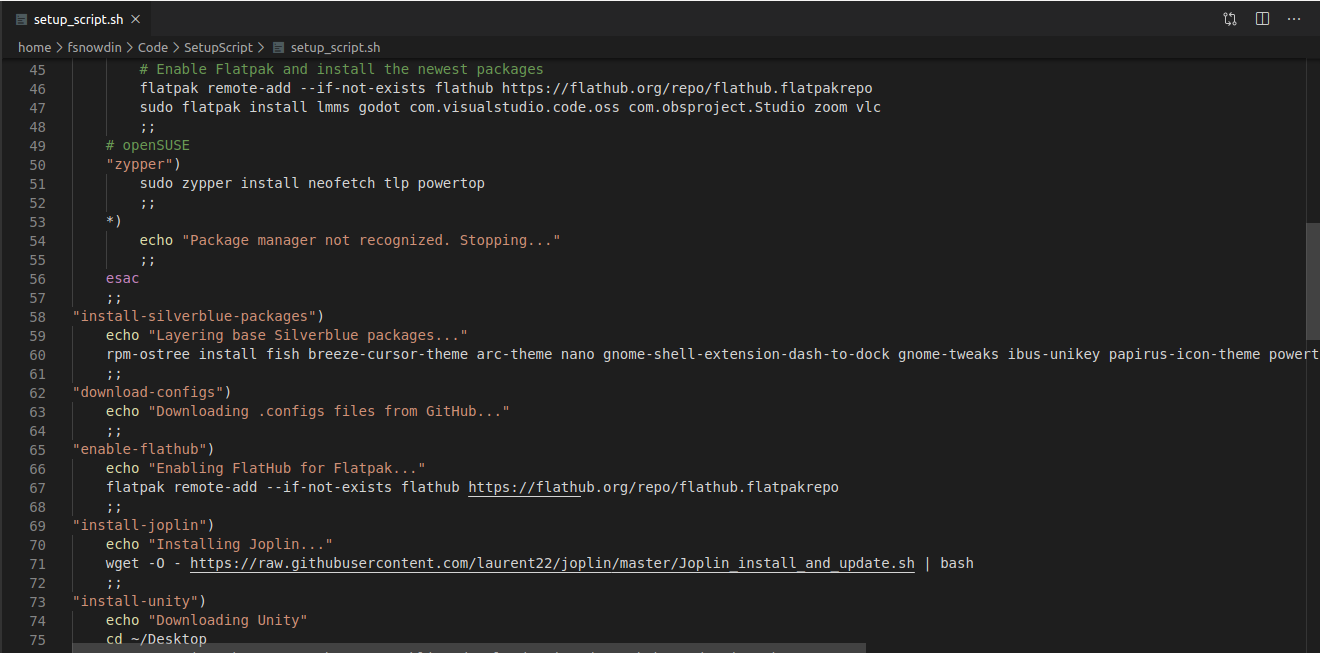 setup_script.sh
home > fsnowdin > Code > SetupScript > setup_script.sh
45 # Enable Flatpak and install the newest packages
46 flatpak remote-add --if-not-exists flathub https://flathub.org/repo/flathub.flatpakrepo
47 sudo flatpak install lmms godot com.visualstudio.code.oss com.obsproject.Studio zoom vlc
48 ;;
49 # openSUSE
50 "zypper")
51 sudo zypper install neofetch tlp powertop
52 ;;
53 *)
54 echo "Package manager not recognized. Stopping..."
55 ;;
56 esac
57 ;;
58 "install-silverblue-packages")
59 echo "Layering base Silverblue packages..."
60 rpm-ostree install fish breeze-cursor-theme arc-theme nano gnome-shell-extension-dash-to-dock gnome-tweaks ibus-unikey papirus-icon-theme powert
61 ;;
62 "download-configs")
63 echo "Downloading .configs files from GitHub..."
64 ;;
65 "enable-flathub")
66 echo "Enabling FlatHub for Flatpak..."
67 flatpak remote-add --if-not-exists flathub https://flathub.org/repo/flathub.flatpakrepo
68 ;;
69 "install-joplin")
70 echo "Installing Joplin..."
71 wget -O - https://raw.githubusercontent.com/laurent22/joplin/master/Joplin_install_and_update.sh | bash
72 ;;
73 "install-unity")
74 echo "Downloading Unity"
75 cd ~/Desktop